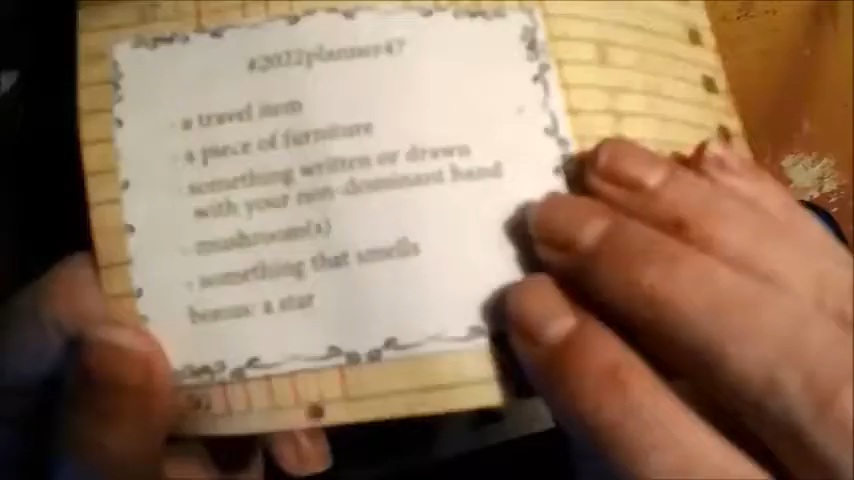 #2022planner47
- a travel item
- a piece of furniture
- something written or drawn
with your non-dominant hand
- mushroom(s)
- something that smells
bonus: a star